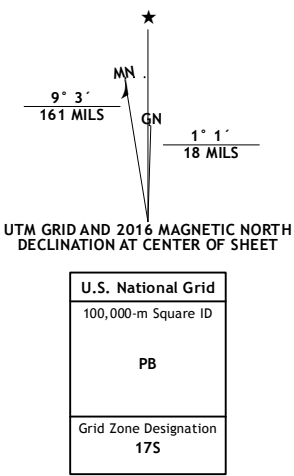 ★
MN
GN
9° 3´
161 MILS
1° 1´
18 MILS
UTM GRID AND 2016 MAGNETIC NORTH
DECLINATION AT CENTER OF SHEET
U.S. National Grid
100,000-m Square ID
PB
Grid Zone Designation
17S